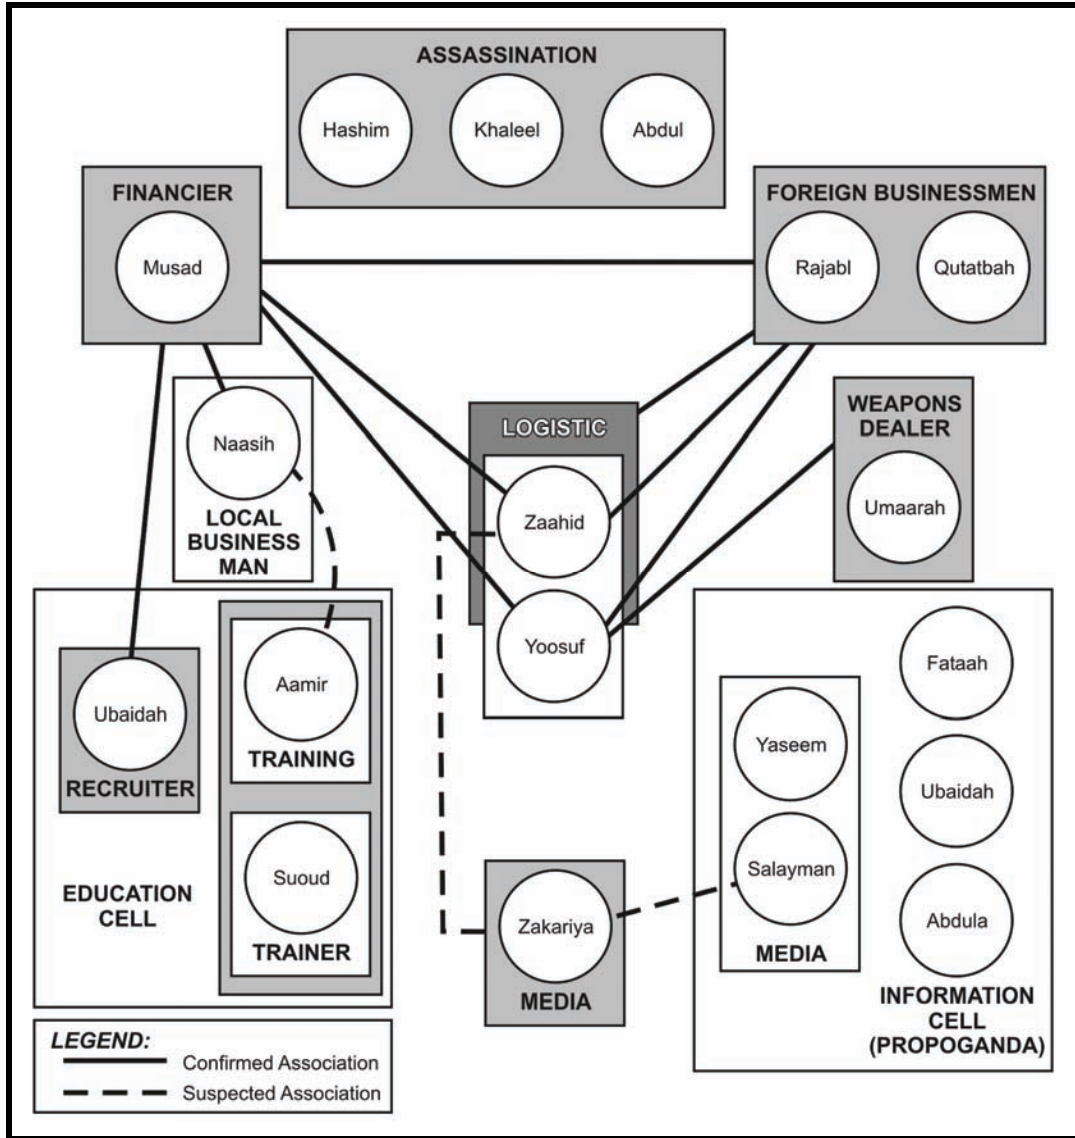 ASSASSINATION
Hashim
Khaleel
Abdul
FINANCIER
Musad
FOREIGN BUSINESSMEN
Rajabl
Qutatbah
Naasih
LOCAL
BUSINESS
MAN
LOGISTIC
Zaahid
Yoosuf
WEAPONS
DEALER
Umaarah
Ubaidah
RECRUITER
EDUCATION
CELL
Aamir
TRAINING
Suoud
TRAINER
Zakariya
MEDIA
Yaseem
Salayman
MEDIA
Fataah
Ubaidah
Abdula
INFORMATION
CELL
(PROPOGANDA)
LEGEND:
Confirmed Association
Suspected Association